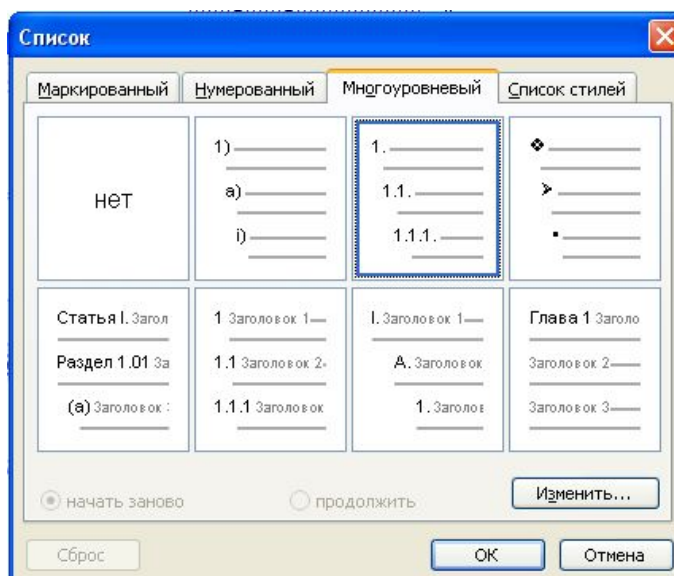 Список
Маркированный Нумерованный Многоуровневый Список стилей
нет
1)
a)
i)
1.
1.1.
1.1.1.
Статья I. Загол
Раздел 1.01 За
(a) Заголовок
1 Заголовок 1
1.1 Заголовок 2
1.1.1 Заголовок
I. Заголовок 1
A. Заголовок
1. Заголов
Глава 1 Заголо
Заголовок 2
Заголовок 3
начать заново продолжить Изменить...
Сброс ОК Отмена